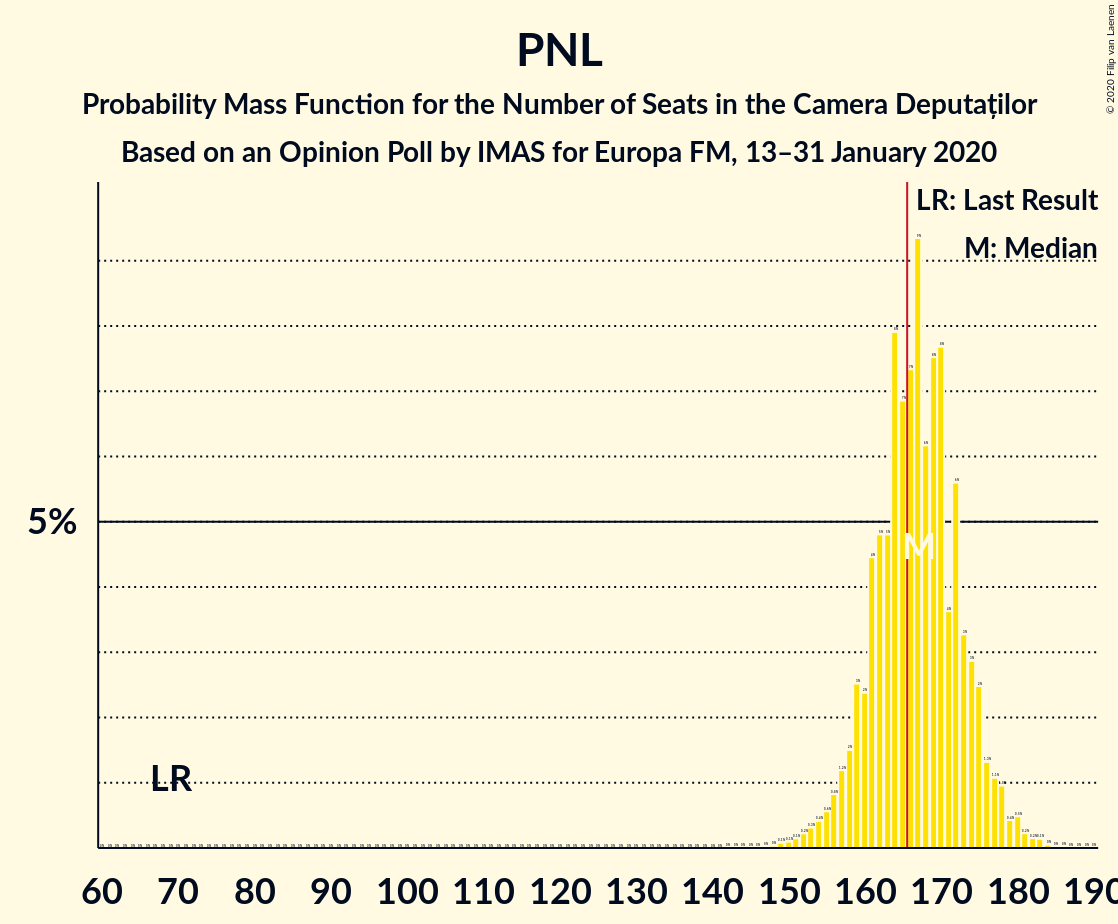 PNL
Probability Mass Function for the Number of Seats in the Camera Deputaților
Based on an Opinion Poll by IMAS for Europa FM, 13–31 January 2020
© 2020 Filip van Laenen
LR: Last Result
M: Median
5%
M
LR
60 70 80 90 100 110 120 130 140 150 160 170 180 190